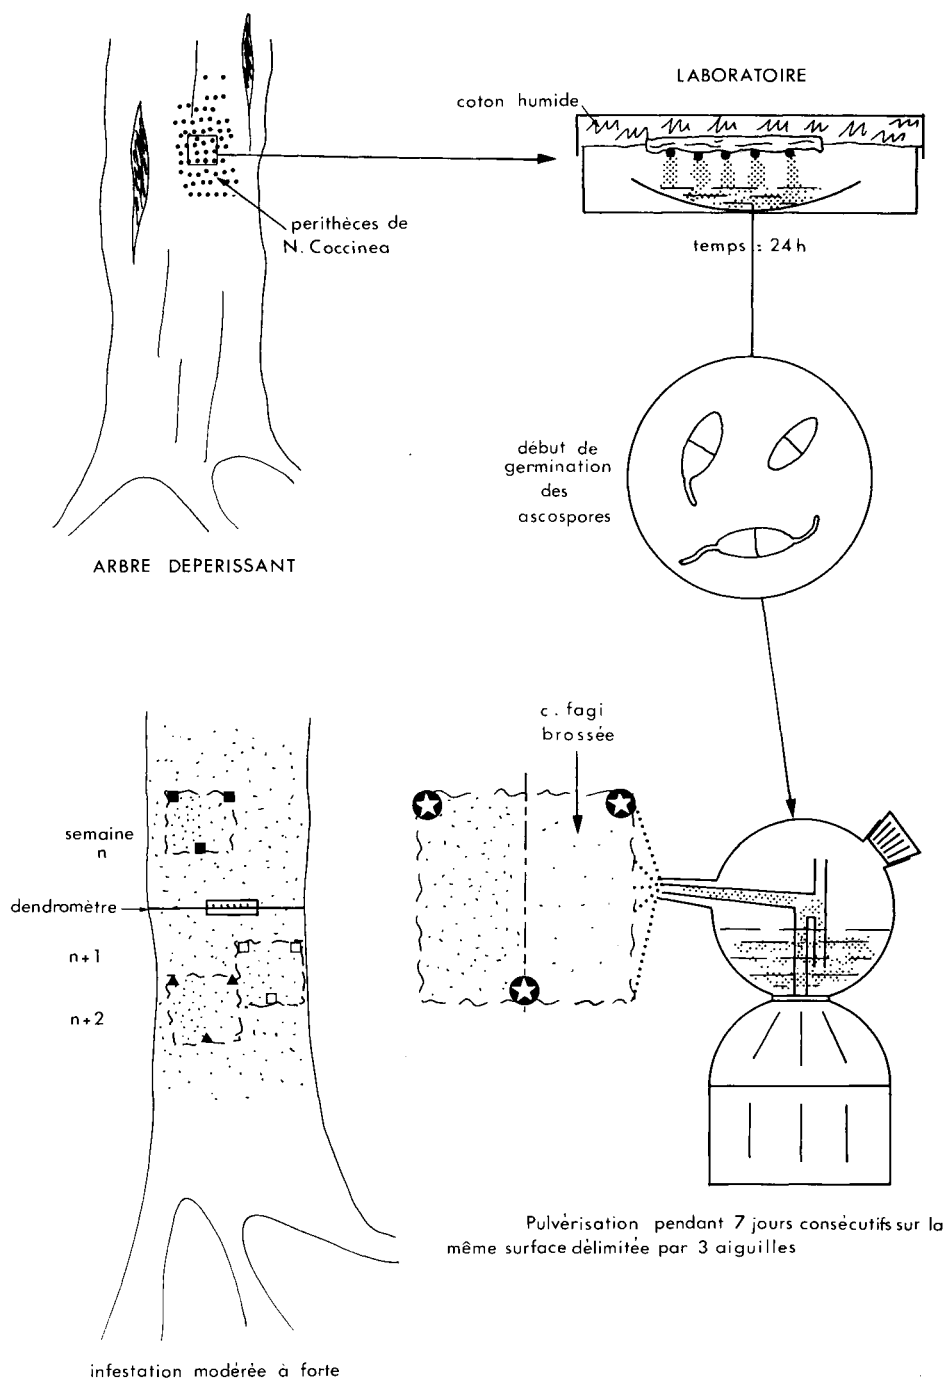 LABORATOIRE
coton humide
perithèces de
N. Coccinea
temps : 24h
début de
germination
des
ascospores
ARBRE DEPERISSANT
c. fagi
brossée
semaine
n
dendromètre
n+1
n+2
Pulvérisation pendant 7 jours consécutifs sur la
même surface délimitée par 3 aiguilles
infestation modérée à forte